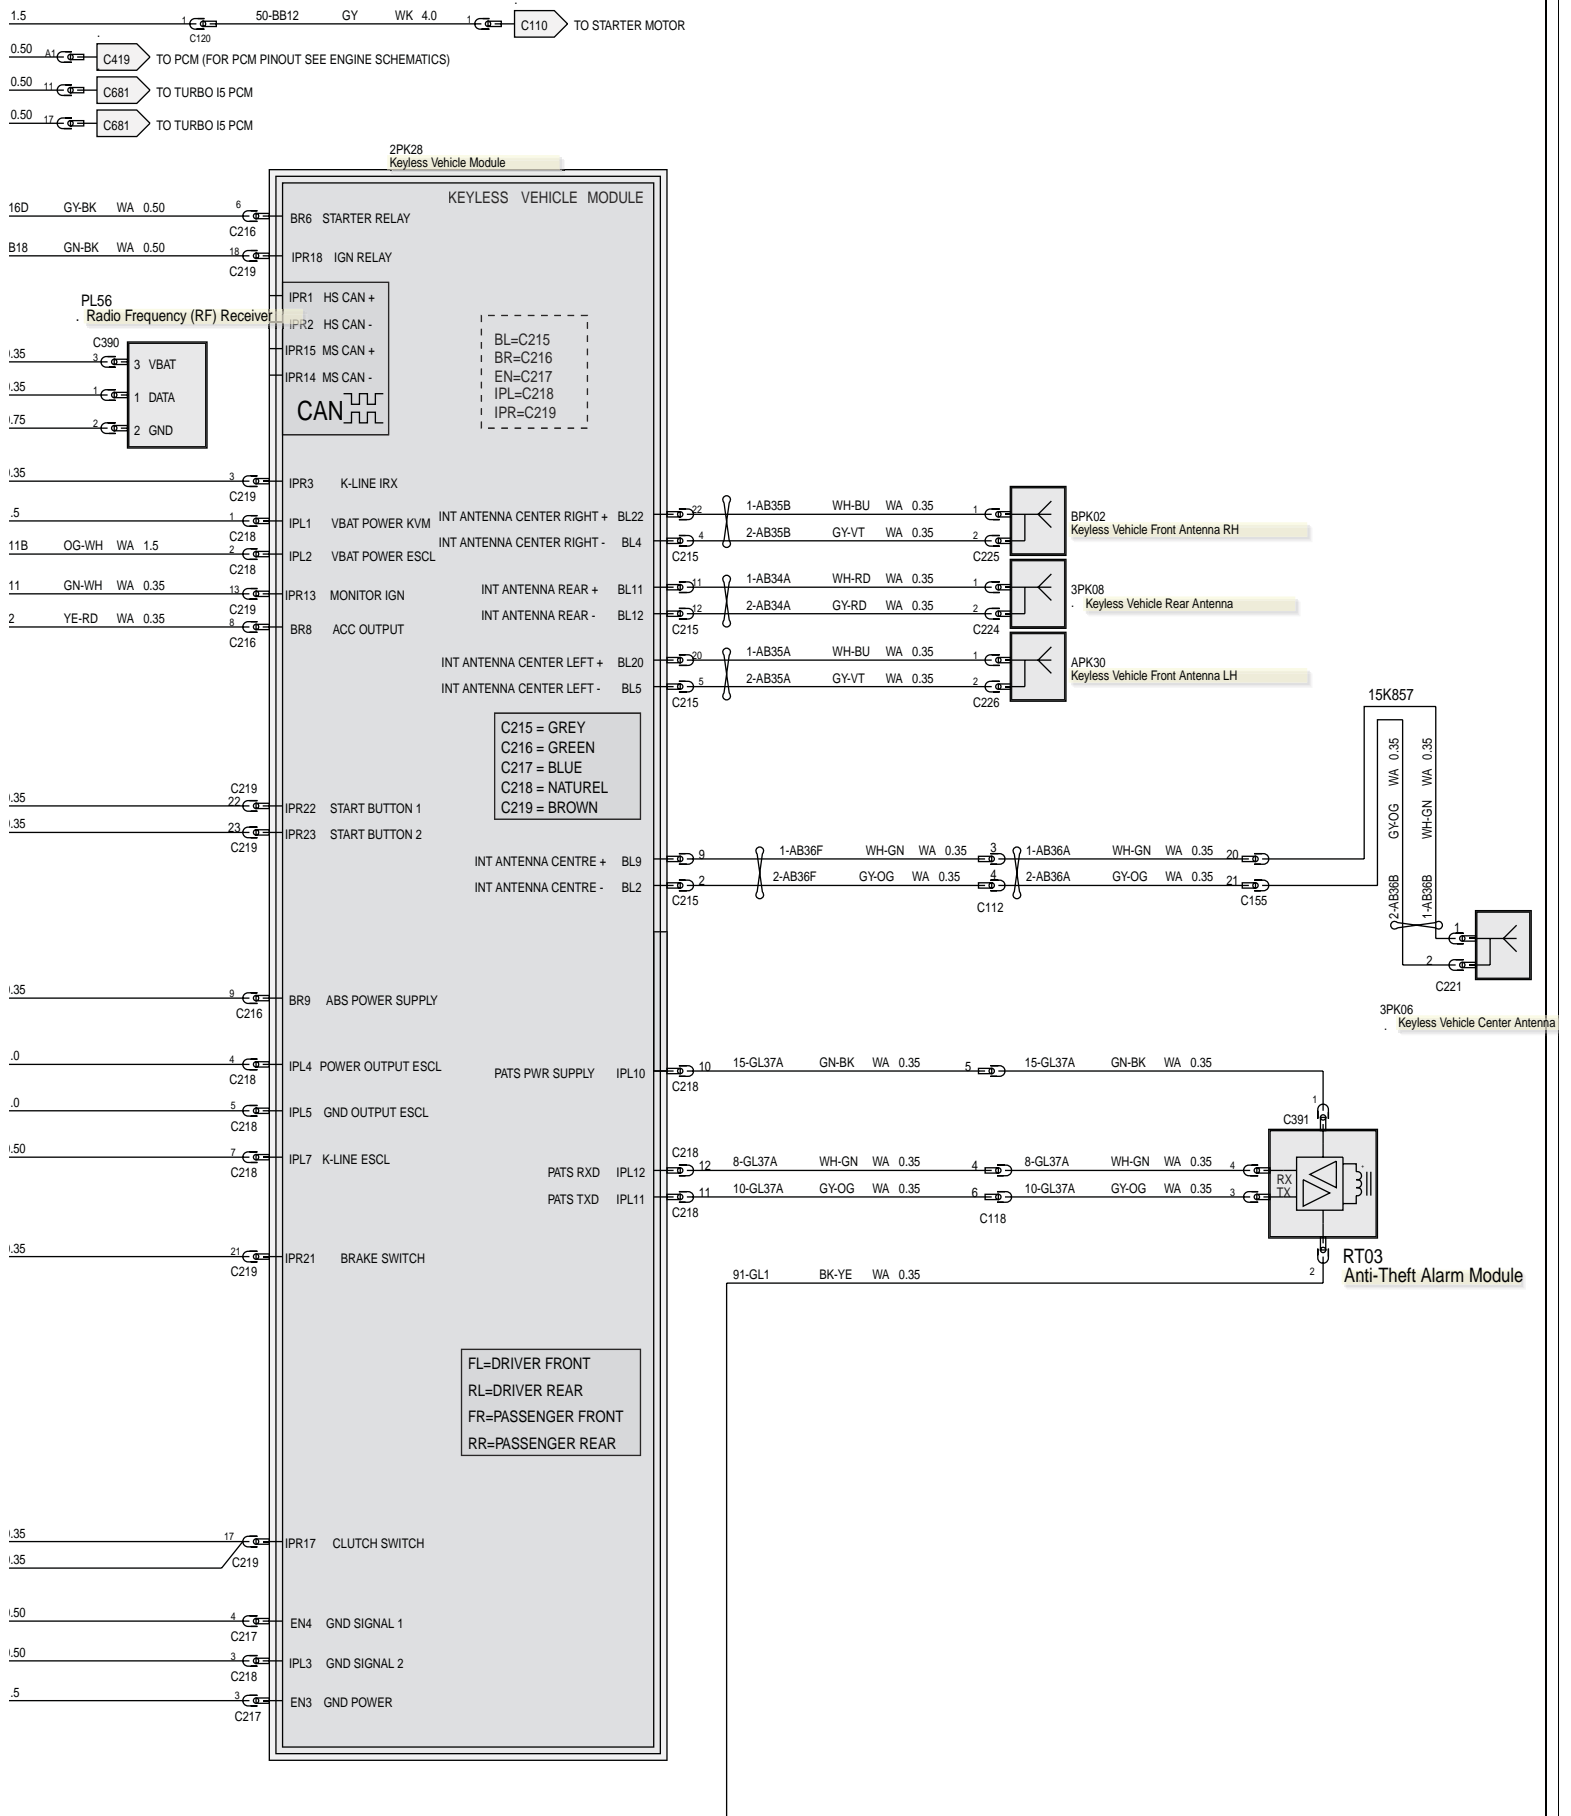 1.5 1 C120 50-BB12 GY WK 4.0 1 C110 TO STARTER MOTOR
0.50 A1 C419 TO PCM (FOR PCM PINOUT SEE ENGINE SCHEMATICS)
0.50 11 C681 TO TURBO I5 PCM
0.50 17 C681 TO TURBO I5 PCM
2PK28
Keyless Vehicle Module
KEYLESS VEHICLE MODULE
16D GY-BK WA 0.50 6 C216 BR6 STARTER RELAY
B18 GN-BK WA 0.50 18 C219 IPR18 IGN RELAY
PL56
Radio Frequency (RF) Receiver
IPR1 HS CAN +
IPR2 HS CAN -
IPR15 MS CAN +
IPR14 MS CAN -
CAN
BL=C215
BR=C216
EN=C217
IPL=C218
IPR=C219
C390
.35 3 3 VBAT
.35 1 1 DATA
.75 2 2 GND
.35 3 C219 IPR3 K-LINE IRX
.5 1 C218 IPL1 VBAT POWER KVM
11B OG-WH WA 1.5 2 C218 IPL2 VBAT POWER ESCL
11 GN-WH WA 0.35 13 C219 IPR13 MONITOR IGN
2 YE-RD WA 0.35 8 C216 BR8 ACC OUTPUT
INT ANTENNA CENTER RIGHT + BL22 22 1-AB35B WH-BU WA 0.35 1
INT ANTENNA CENTER RIGHT - BL4 4 C215 2-AB35B GY-VT WA 0.35 2 C225
BPK02
Keyless Vehicle Front Antenna RH
INT ANTENNA REAR + BL11 11 1-AB34A WH-RD WA 0.35 1
INT ANTENNA REAR - BL12 12 C215 2-AB34A GY-RD WA 0.35 2 C224
3PK08
Keyless Vehicle Rear Antenna
INT ANTENNA CENTER LEFT + BL20 20 1-AB35A WH-BU WA 0.35 1
INT ANTENNA CENTER LEFT - BL5 5 C215 2-AB35A GY-VT WA 0.35 2 C226
APK30
Keyless Vehicle Front Antenna LH
C215 = GREY
C216 = GREEN
C217 = BLUE
C218 = NATUREL
C219 = BROWN
15K857
GY-OG WA 0.35
WH-GN WA 0.35
2-AB36B
1-AB36B
.35 C219 22 IPR22 START BUTTON 1
.35 23 C219 IPR23 START BUTTON 2
INT ANTENNA CENTRE + BL9 9 1-AB36F WH-GN WA 0.35 3 1-AB36A WH-GN WA 0.35 20
INT ANTENNA CENTRE - BL2 2 C215 2-AB36F GY-OG WA 0.35 4 C112 2-AB36A GY-OG WA 0.35 21 C155
1
2
C221
3PK06
Keyless Vehicle Center Antenna
.35 9 C216 BR9 ABS POWER SUPPLY
.0 4 C218 IPL4 POWER OUTPUT ESCL
PATS PWR SUPPLY IPL10 10 C218 15-GL37A GN-BK WA 0.35 5 15-GL37A GN-BK WA 0.35
.0 5 C218 IPL5 GND OUTPUT ESCL
1
C391
.50 7 C218 IPL7 K-LINE ESCL
PATS RXD IPL12 C218 12 8-GL37A WH-GN WA 0.35 4 8-GL37A WH-GN WA 0.35 4 RX
PATS TXD IPL11 11 C218 10-GL37A GY-OG WA 0.35 6 C118 10-GL37A GY-OG WA 0.35 3 TX
.35 21 C219 IPR21 BRAKE SWITCH
91-GL1 BK-YE WA 0.35 2
RT03
Anti-Theft Alarm Module
FL=DRIVER FRONT
RL=DRIVER REAR
FR=PASSENGER FRONT
RR=PASSENGER REAR
.35 17 IPR17 CLUTCH SWITCH
.35 C219
.50 4 C217 EN4 GND SIGNAL 1
.50 3 C218 IPL3 GND SIGNAL 2
.5 3 C217 EN3 GND POWER